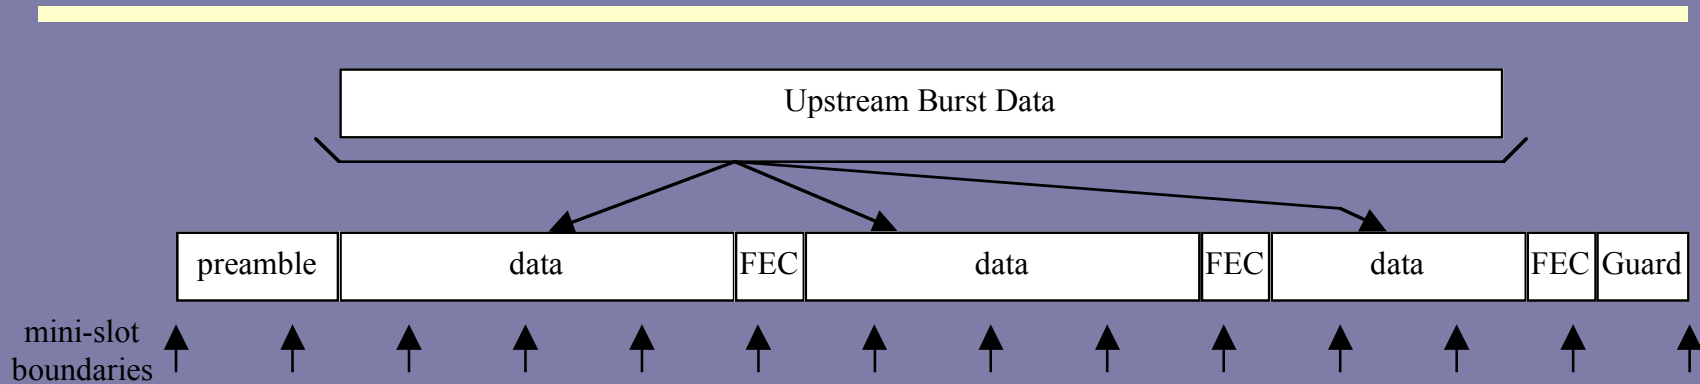 Upstream Burst Data
preamble data FEC data FEC data FEC Guard
mini-slot
boundaries